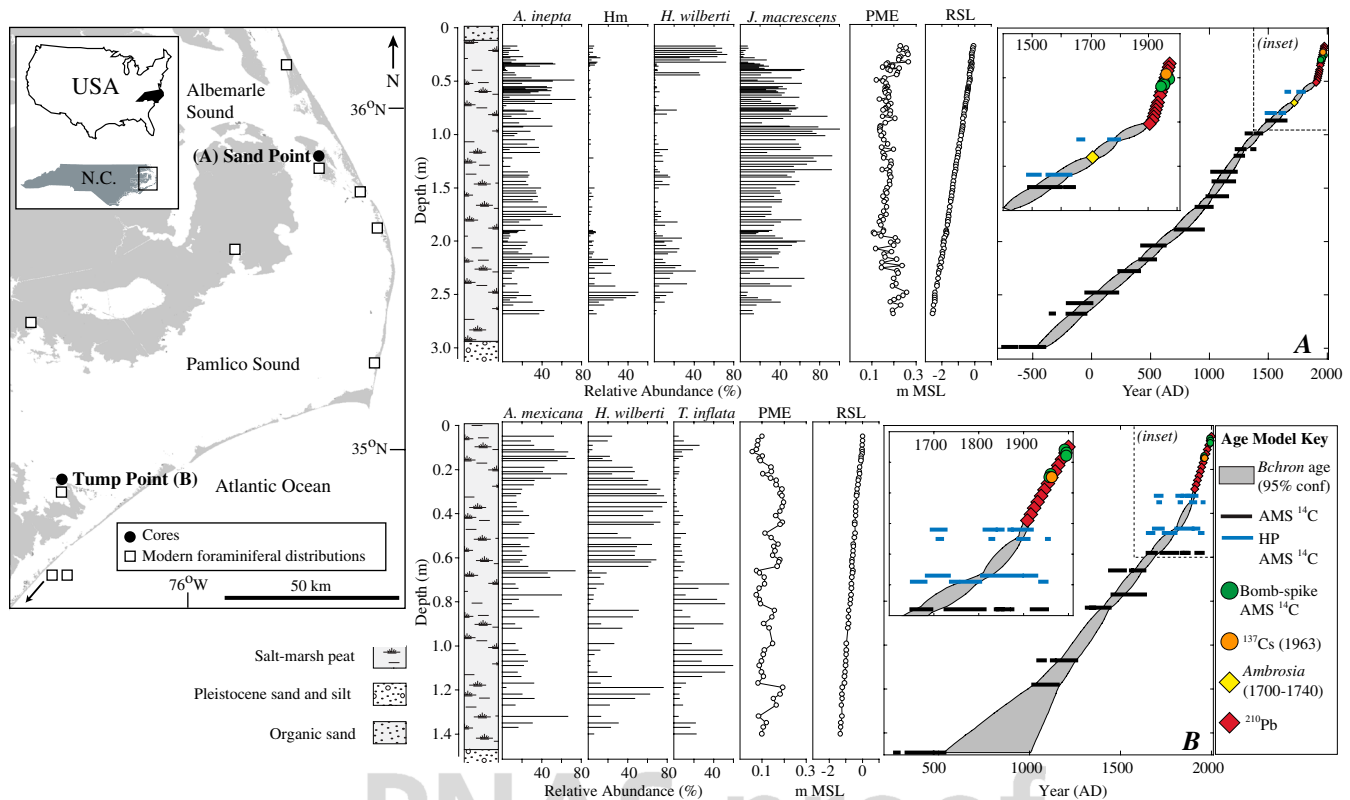 USA
N.C.
Albemarle
Sound
N
36°N
(A) Sand Point
Pamlico Sound
35°N
Tump Point (B)
Atlantic Ocean
Cores
Modern foraminiferal distributions
76°W
50 km
Salt-marsh peat
Pleistocene sand and silt
Organic sand
A. inepta Hm H. wilberti J. macrescens PME RSL
0
0.5
1.0
1.5
2.0
2.5
3.0
Depth (m)
40 80 40 40 80 40 80 0.1 0.3 -2 0
Relative Abundance (%)
m MSL
1500 1700 1900
(inset)
A
-500 0 500 1000 1500 2000
Year (AD)
A. mexicana H. wilberti T. inflata PME RSL
0
0.2
0.4
0.6
0.8
1.0
1.2
1.4
Depth (m)
40 80 40 80 40 0.1 0.3 -2 0
Relative Abundance (%)
m MSL
1700 1800 1900
(inset)
B
500 1000 1500 2000
Year (AD)
Age Model Key
Bchron age
(95% conf)
AMS ¹⁴C
HP
AMS ¹⁴C
Bomb-spike
AMS ¹⁴C
¹³⁷Cs (1963)
Ambrosia
(1700-1740)
²¹⁰Pb
PNAS proof